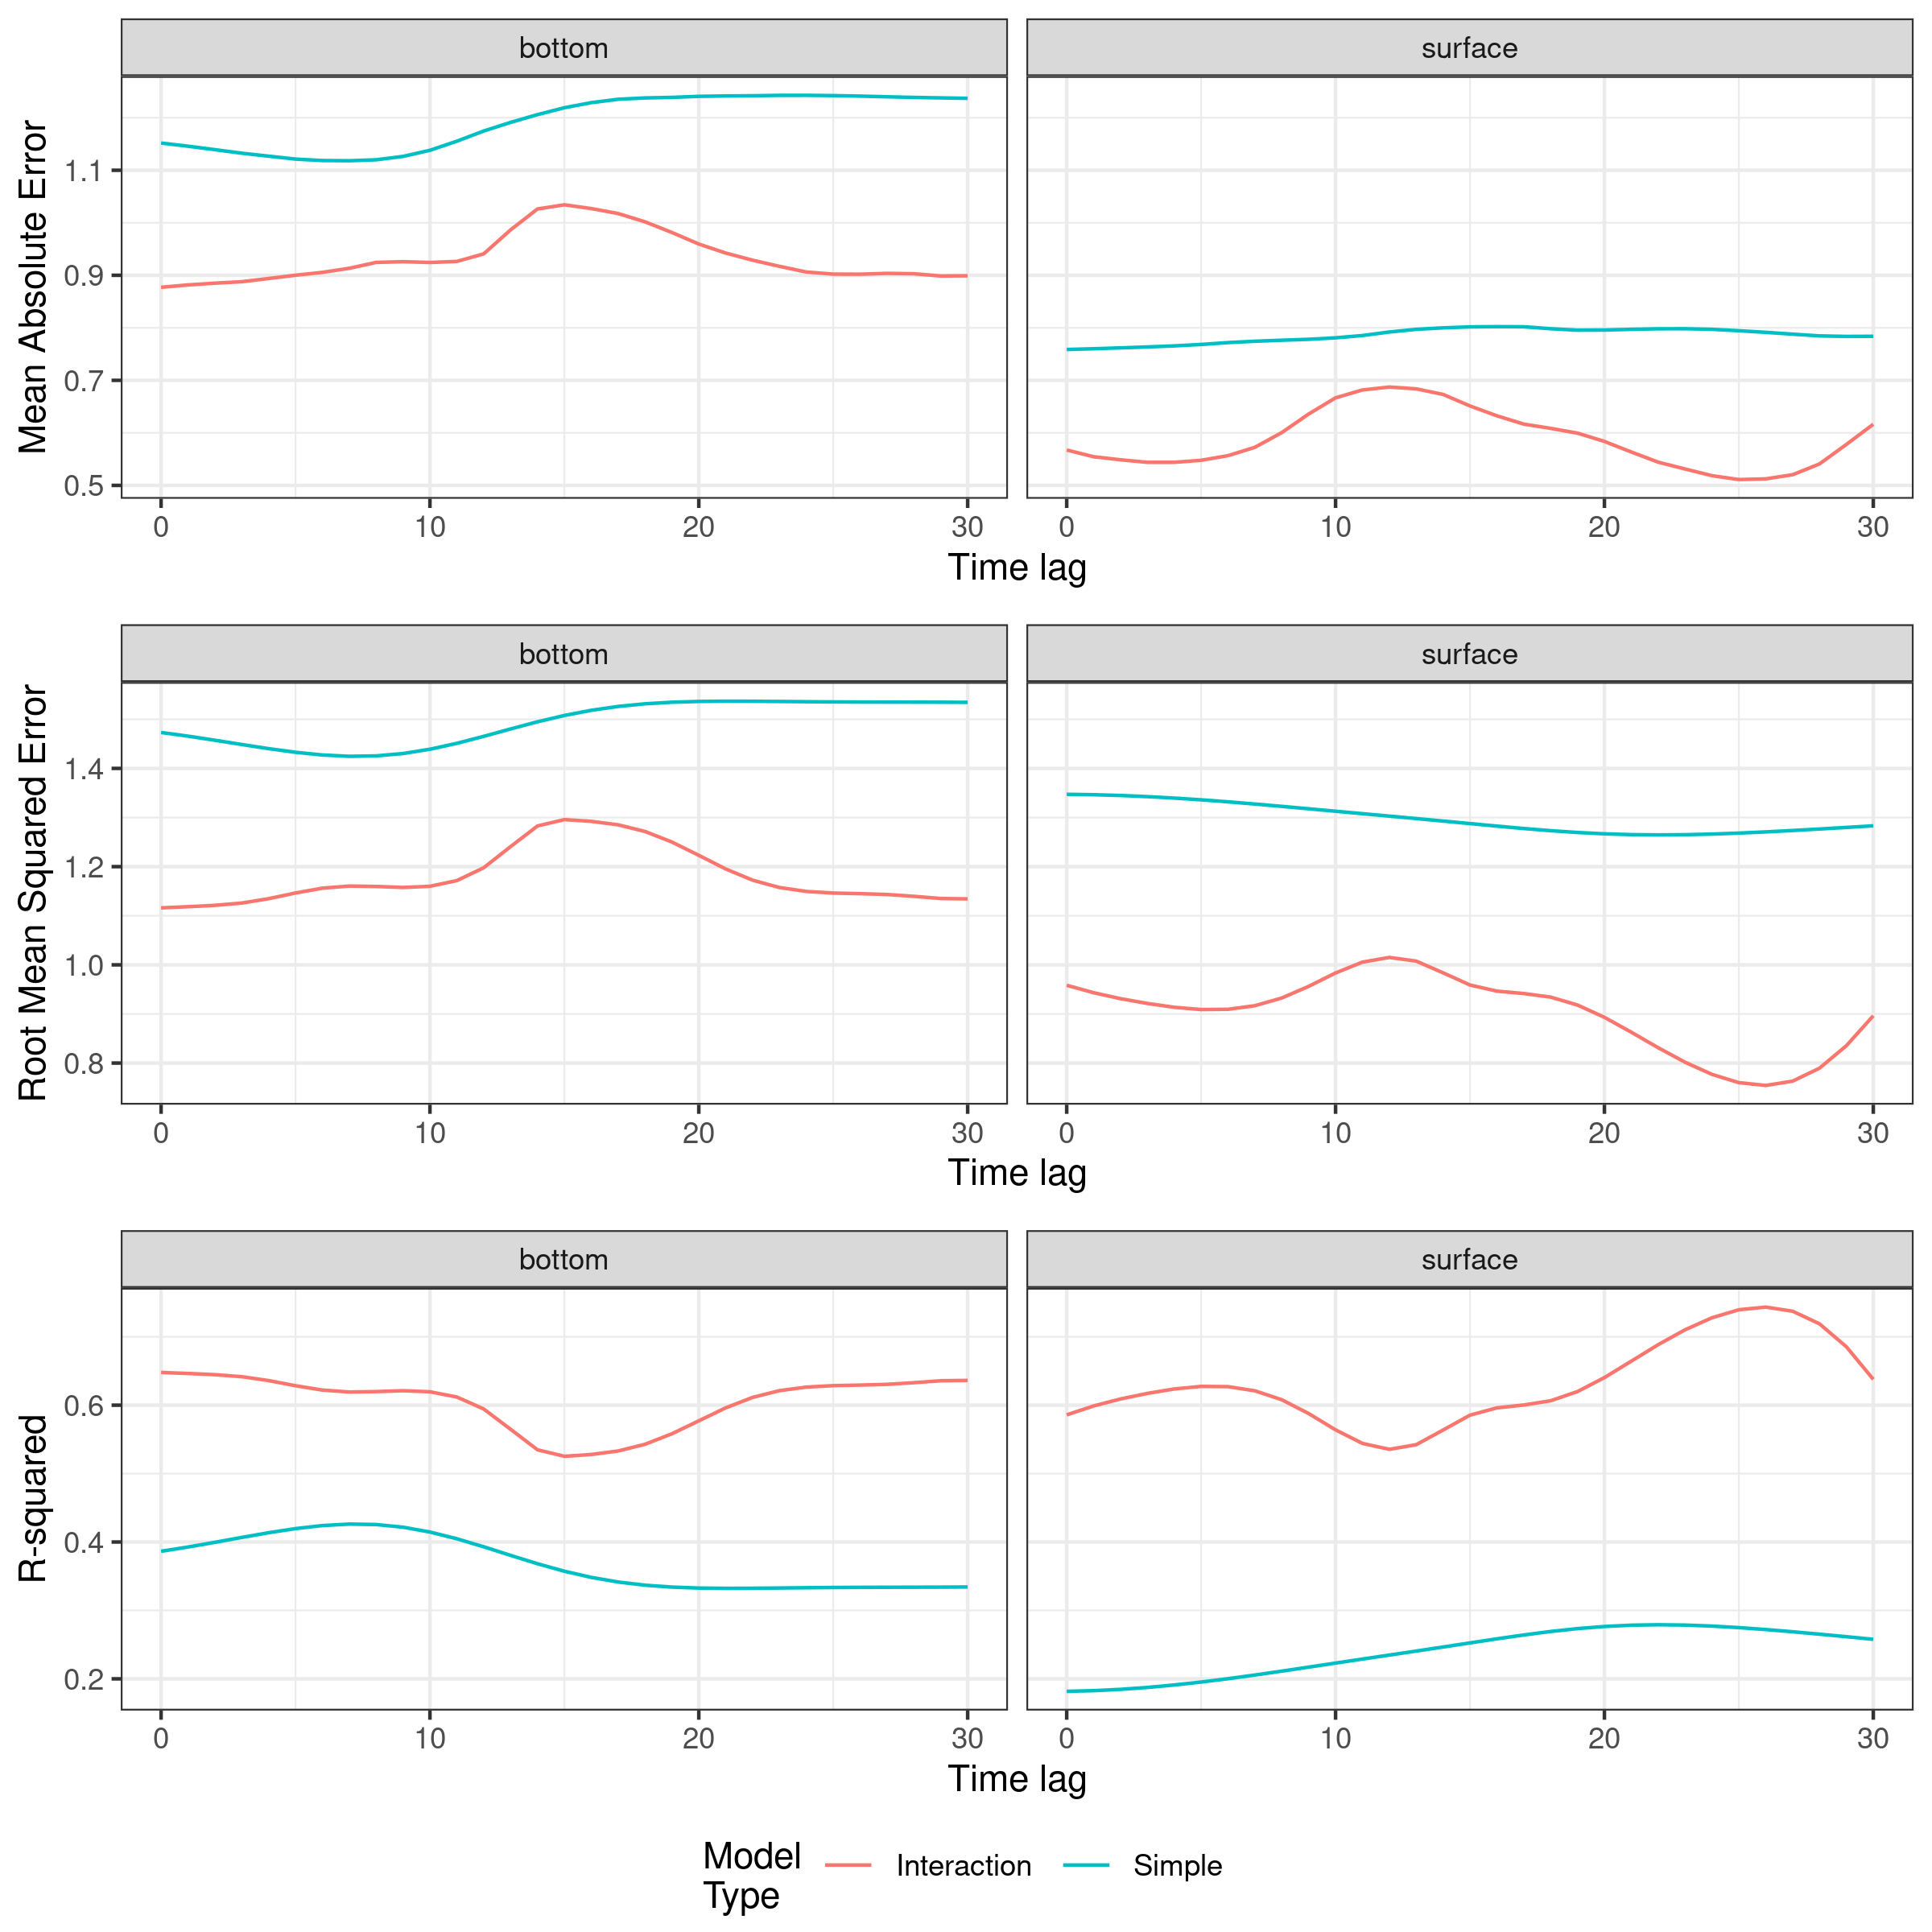 bottom surface
Mean Absolute Error
1.1
0.9
0.7
0.5
0 10 20 30 0 10 20 30
Time lag
bottom surface
Root Mean Squared Error
1.4
1.2
1.0
0.8
0 10 20 30 0 10 20 30
Time lag
bottom surface
R-squared
0.6
0.4
0.2
0 10 20 30 0 10 20 30
Time lag
Model
Type
Interaction Simple